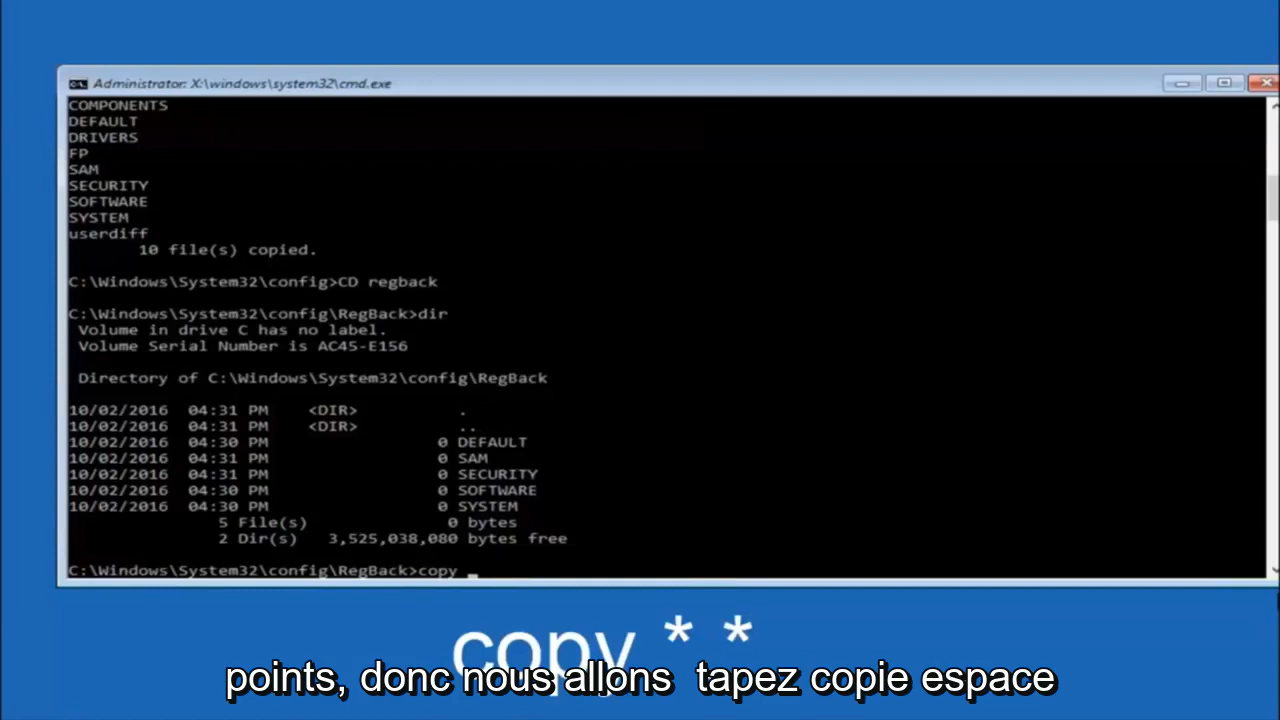 Administrator: X:\windows\system32\cmd.exe
COMPONENTS
DEFAULT
DRIVERS
FP
SAM
SECURITY
SOFTWARE
SYSTEM
userdiff
10 file(s) copied.
C:\Windows\System32\config>CD regback
C:\Windows\System32\config\RegBack>dir
Volume in drive C has no label.
Volume Serial Number is AC45-E156
Directory of C:\Windows\System32\config\RegBack
10/02/2016 04:31 PM <DIR> .
10/02/2016 04:31 PM <DIR> ..
10/02/2016 04:30 PM 0 DEFAULT
10/02/2016 04:31 PM 0 SAM
10/02/2016 04:31 PM 0 SECURITY
10/02/2016 04:30 PM 0 SOFTWARE
10/02/2016 04:30 PM 0 SYSTEM
5 File(s) 0 bytes
2 Dir(s) 3,525,038,080 bytes free
C:\Windows\System32\config\RegBack>copy _
copy * *
points, donc nous allons tapez copie espace